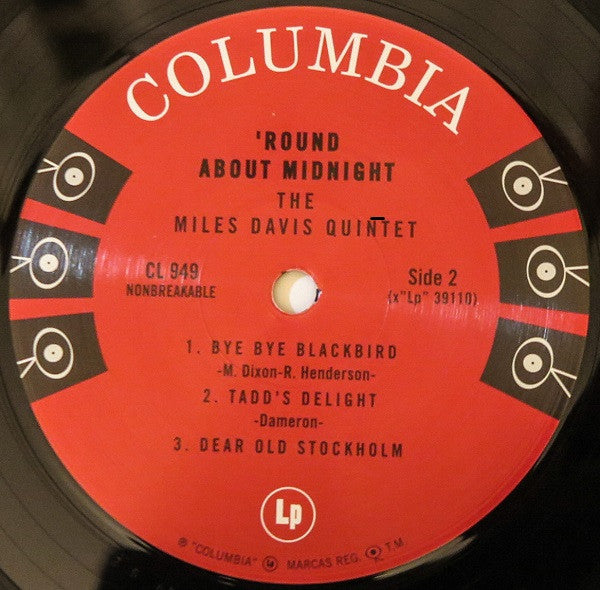 COLUMBIA
'ROUND
ABOUT MIDNIGHT
THE
MILES DAVIS QUINTET
CL 949
NONBREAKABLE
Side 2
(x"Lp" 39110)
1. BYE BYE BLACKBIRD
-M. Dixon-R. Henderson-
2. TADD'S DELIGHT
-Dameron-
3. DEAR OLD STOCKHOLM
Lp
℗ "COLUMBIA" Lp MARCAS REG. T.M.